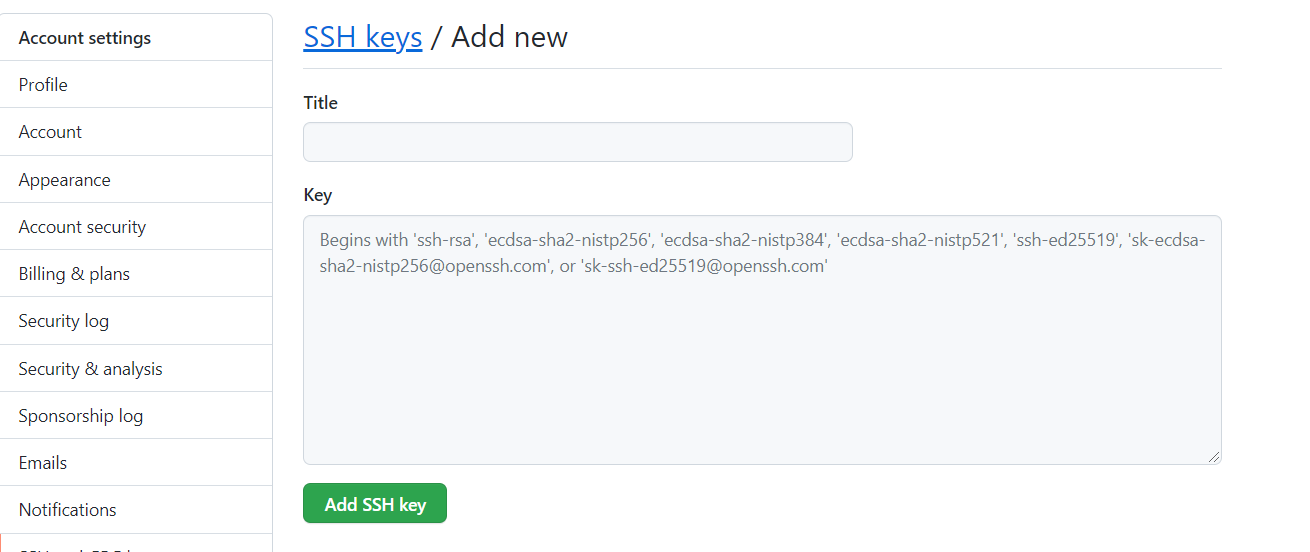 Account settings
Profile
Account
Appearance
Account security
Billing & plans
Security log
Security & analysis
Sponsorship log
Emails
Notifications
SSH keys / Add new
Title
Key
Begins with 'ssh-rsa', 'ecdsa-sha2-nistp256', 'ecdsa-sha2-nistp384', 'ecdsa-sha2-nistp521', 'ssh-ed25519', 'sk-ecdsa-
sha2-nistp256@openssh.com', or 'sk-ssh-ed25519@openssh.com'
Add SSH key